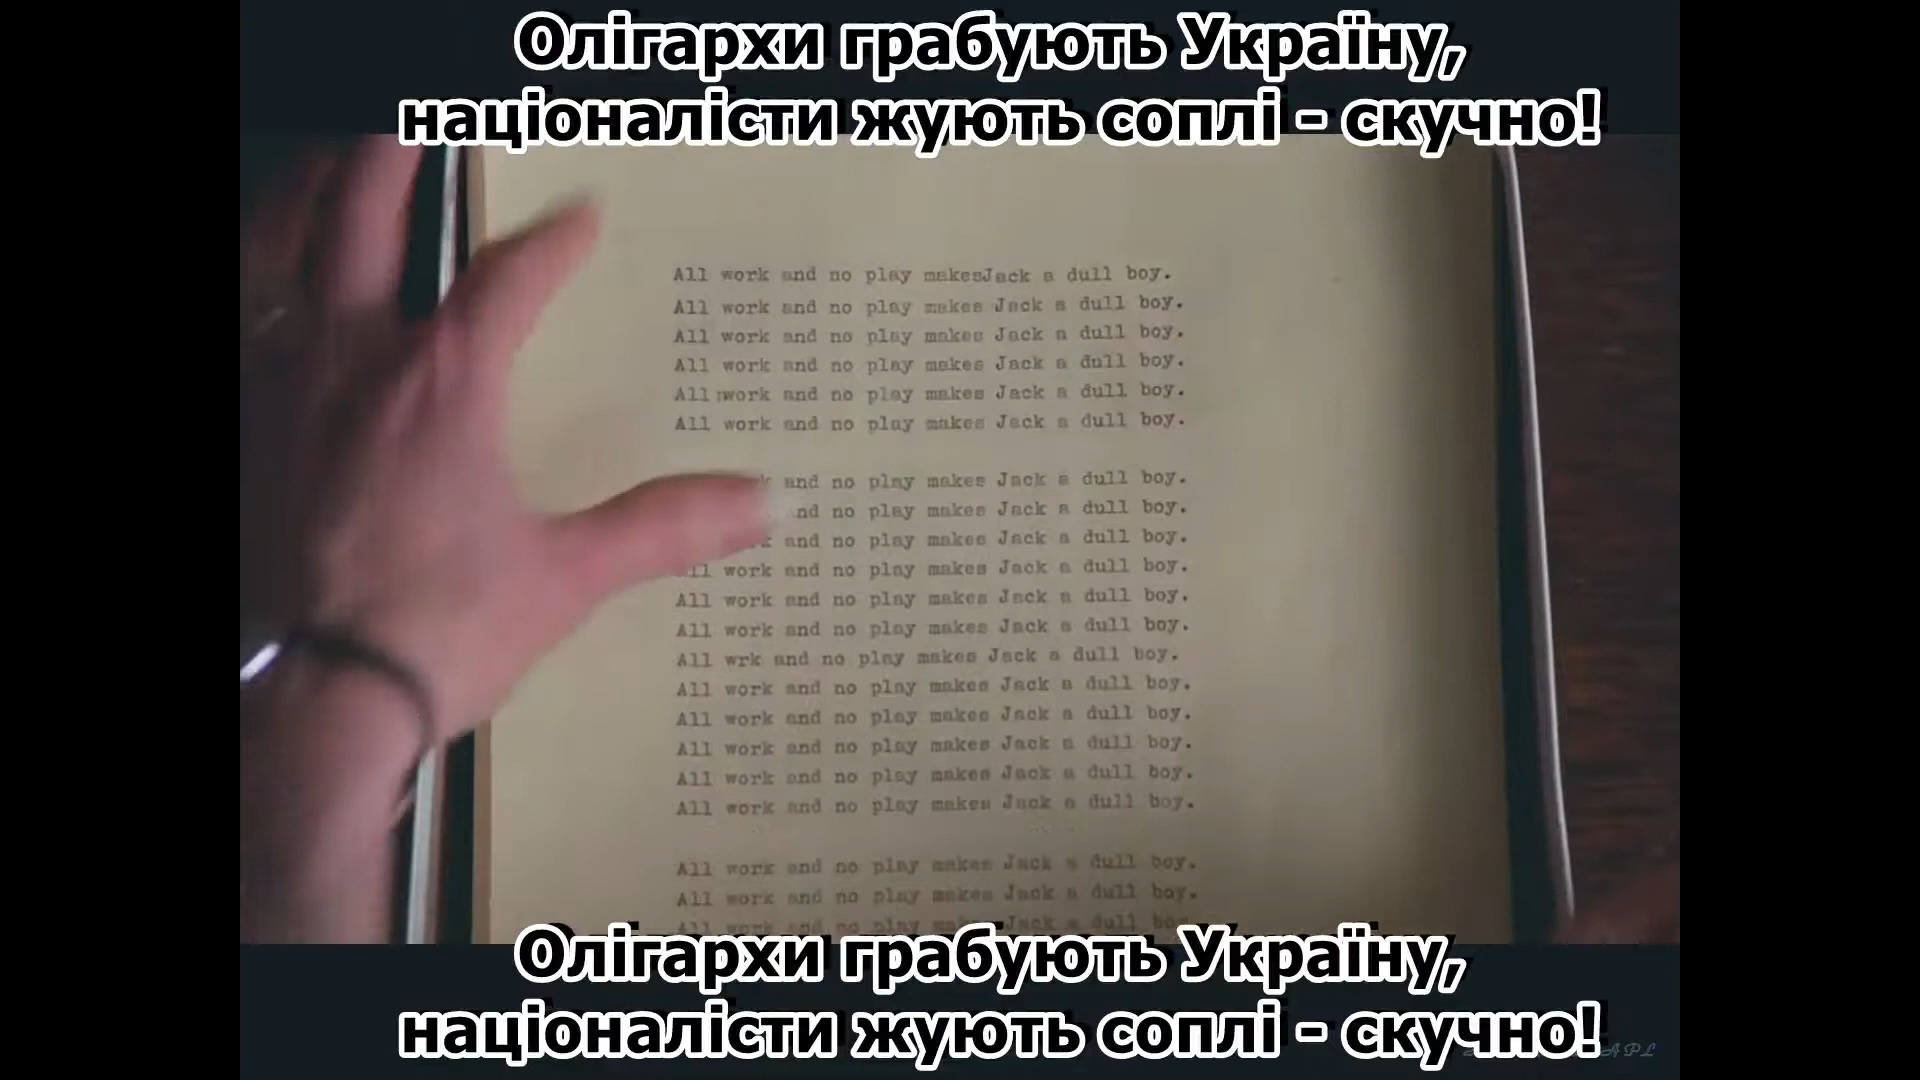 Олігархи грабують Україну,
націоналісти жують соплі - скучно!
All work and no play makesJack a dull boy.
All work and no play makes Jack a dull boy.
All work and no play makes Jack a dull boy.
All work and no play makes Jack a dull boy.
All work and no play makes Jack a dull boy.
All work and no play makes Jack a dull boy.
and no play makes Jack a dull boy.
no play makes Jack a dull boy.
and no play makes Jack a dull boy.
work and no play makes Jack a dull boy.
All work and no play makes Jack a dull boy.
All work and no play makes Jack a dull boy.
All wrk and no play makes Jack a dull boy.
All work and no play makes Jack a dull boy.
All work and no play makes Jack a dull boy.
All work and no play makes Jack a dull boy.
All work and no play makes Jack a dull boy.
All work and no play makes Jack a dull boy.
All work and no play makes Jack a dull boy.
All work and no play makes Jack a dull boy.
All work and no play makes Jack a dull
Олігархи грабують Україну,
націоналісти жують соплі - скучно!